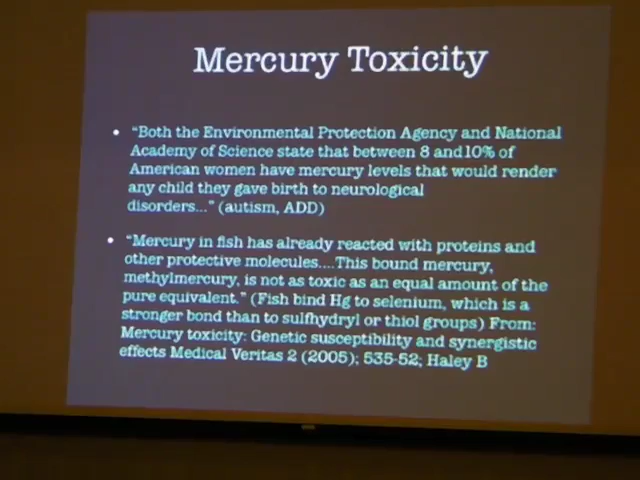 Mercury Toxicity
• “Both the Environmental Protection Agency and National
Academy of Science state that between 8 and10% of
American women have mercury levels that would render
any child they gave birth to neurological
disorders...” (autism, ADD)
• “Mercury in fish has already reacted with proteins and
other protective molecules....This bound mercury,
methylmercury, is not as toxic as an equal amount of the
pure equivalent.” (Fish bind Hg to selenium, which is a
stronger bond than to sulfhydryl or thiol groups) From:
Mercury toxicity: Genetic susceptibility and synergistic
effects Medical Veritas 2 (2005); 535-52; Haley B